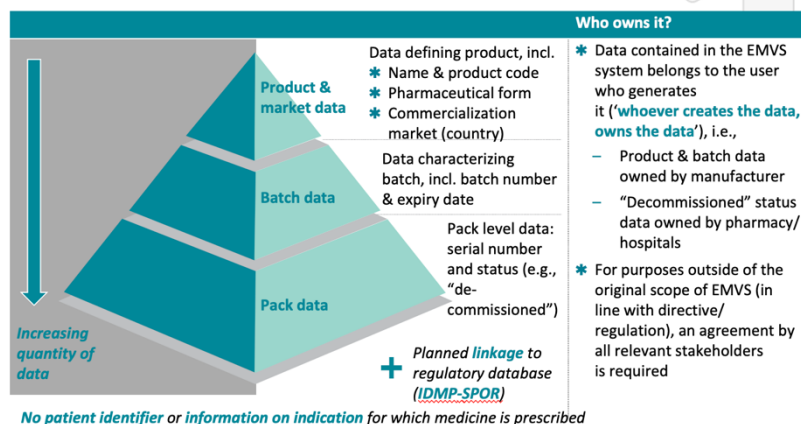 Who owns it?
Product &
market data
Batch data
Pack data
Increasing
quantity of
data
Data defining product, incl.
✱ Name & product code
✱ Pharmaceutical form
✱ Commercialization
market (country)
Data characterizing
batch, incl. batch number
& expiry date
Pack level data:
serial number
and status (e.g.,
“de-
commissioned”)
+ Planned linkage to
regulatory database
(IDMP-SPOR)
✱ Data contained in the EMVS
system belongs to the user
who generates
it (‘whoever creates the data,
owns the data’), i.e.,
– Product & batch data
owned by manufacturer
– “Decommissioned” status
data owned by pharmacy/
hospitals
✱ For purposes outside of the
original scope of EMVS (in
line with directive/
regulation), an agreement by
all relevant stakeholders
is required
No patient identifier or information on indication for which medicine is prescribed